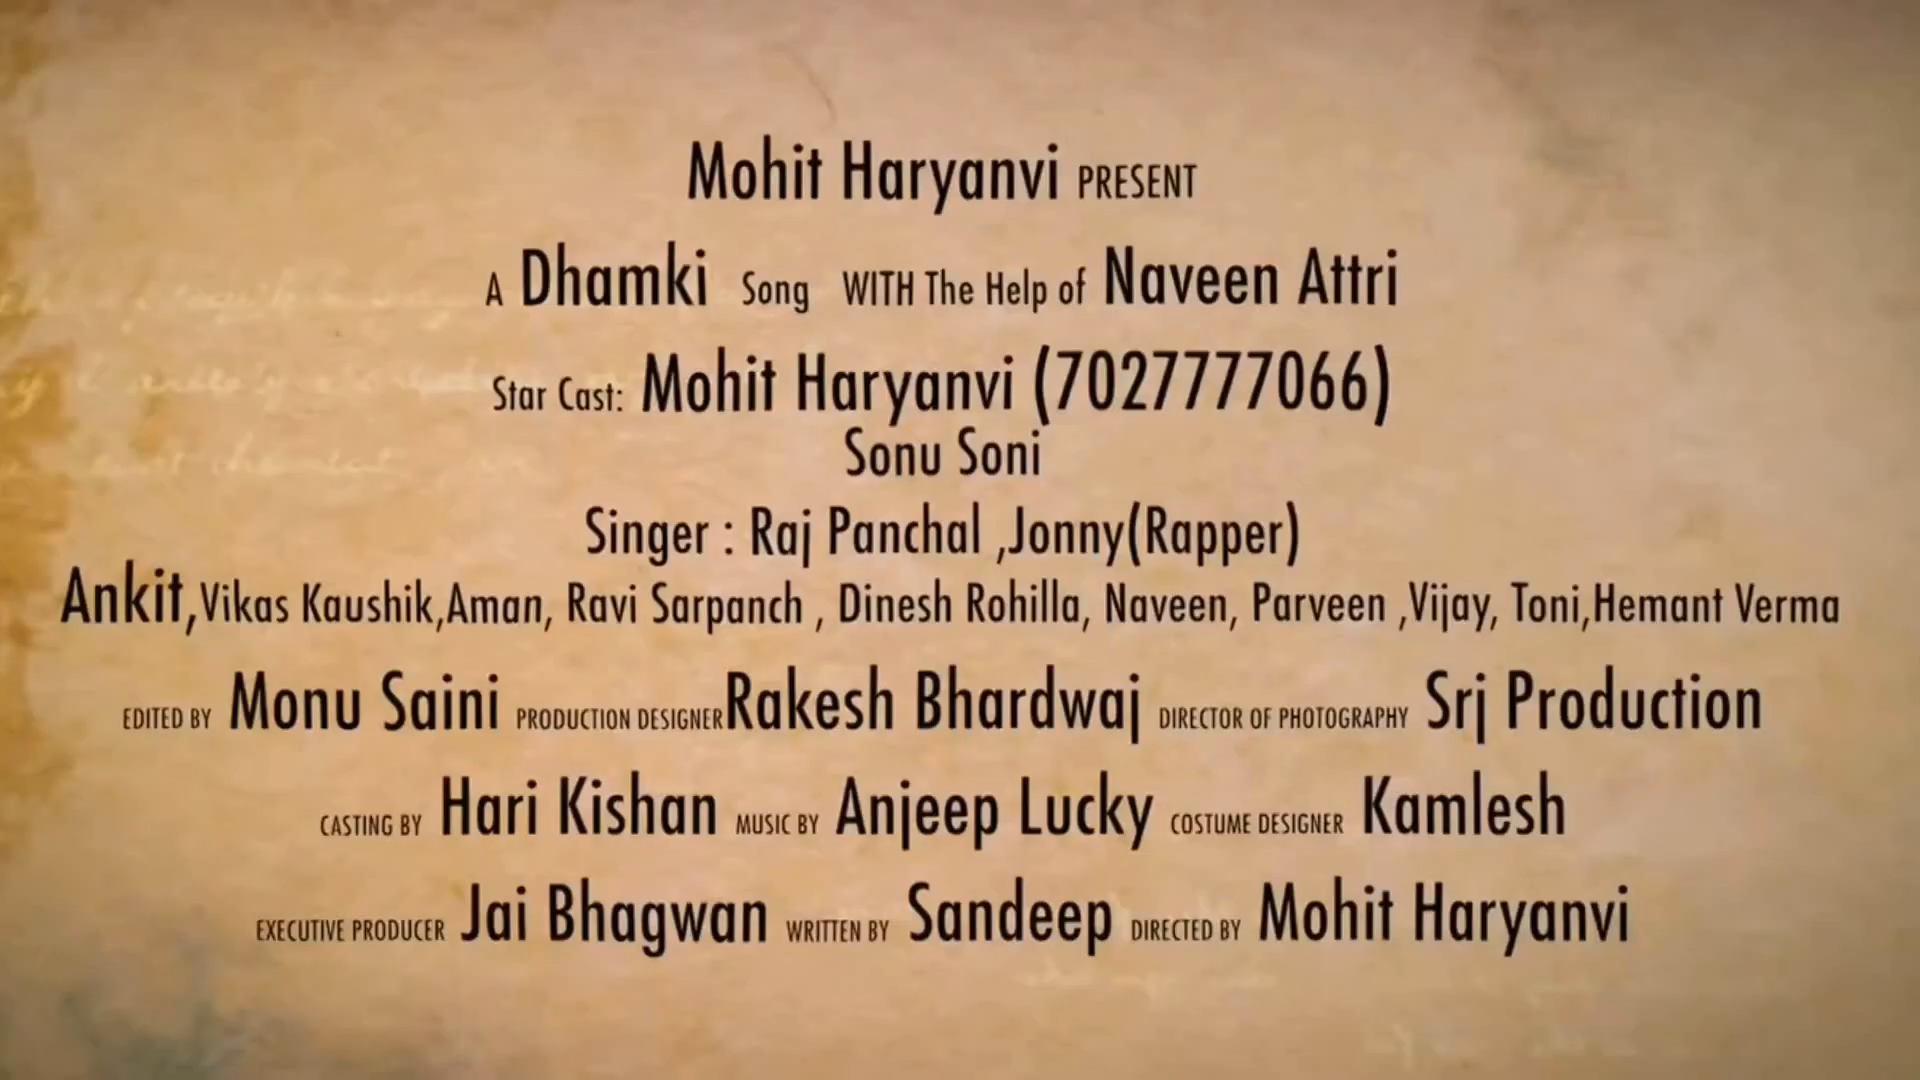 Mohit Haryanvi PRESENT
A Dhamki Song WITH The Help of Naveen Attri
Star Cast: Mohit Haryanvi (7027777066)
Sonu Soni
Singer : Raj Panchal ,Jonny(Rapper)
Ankit,Vikas Kaushik,Aman, Ravi Sarpanch , Dinesh Rohilla, Naveen, Parveen ,Vijay, Toni,Hemant Verma
EDITED BY Monu Saini PRODUCTION DESIGNER Rakesh Bhardwaj DIRECTOR OF PHOTOGRAPHY Srj Production
CASTING BY Hari Kishan MUSIC BY Anjeep Lucky COSTUME DESIGNER Kamlesh
EXECUTIVE PRODUCER Jai Bhagwan WRITTEN BY Sandeep DIRECTED BY Mohit Haryanvi